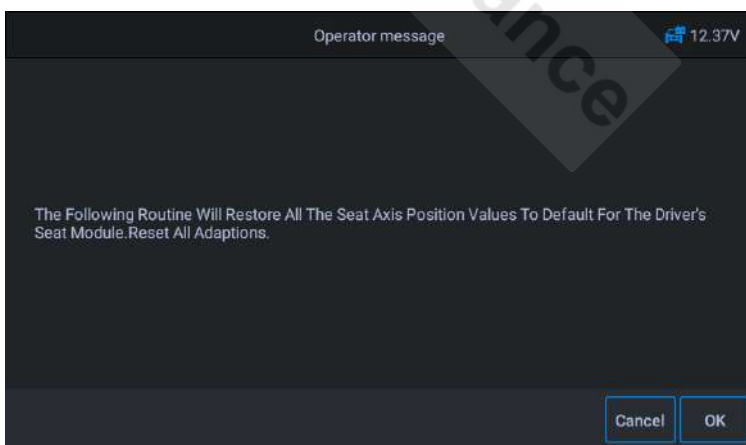 Operator message
12.37V
The Following Routine Will Restore All The Seat Axis Position Values To Default For The Driver's
Seat Module.Reset All Adaptions.
Cancel
OK